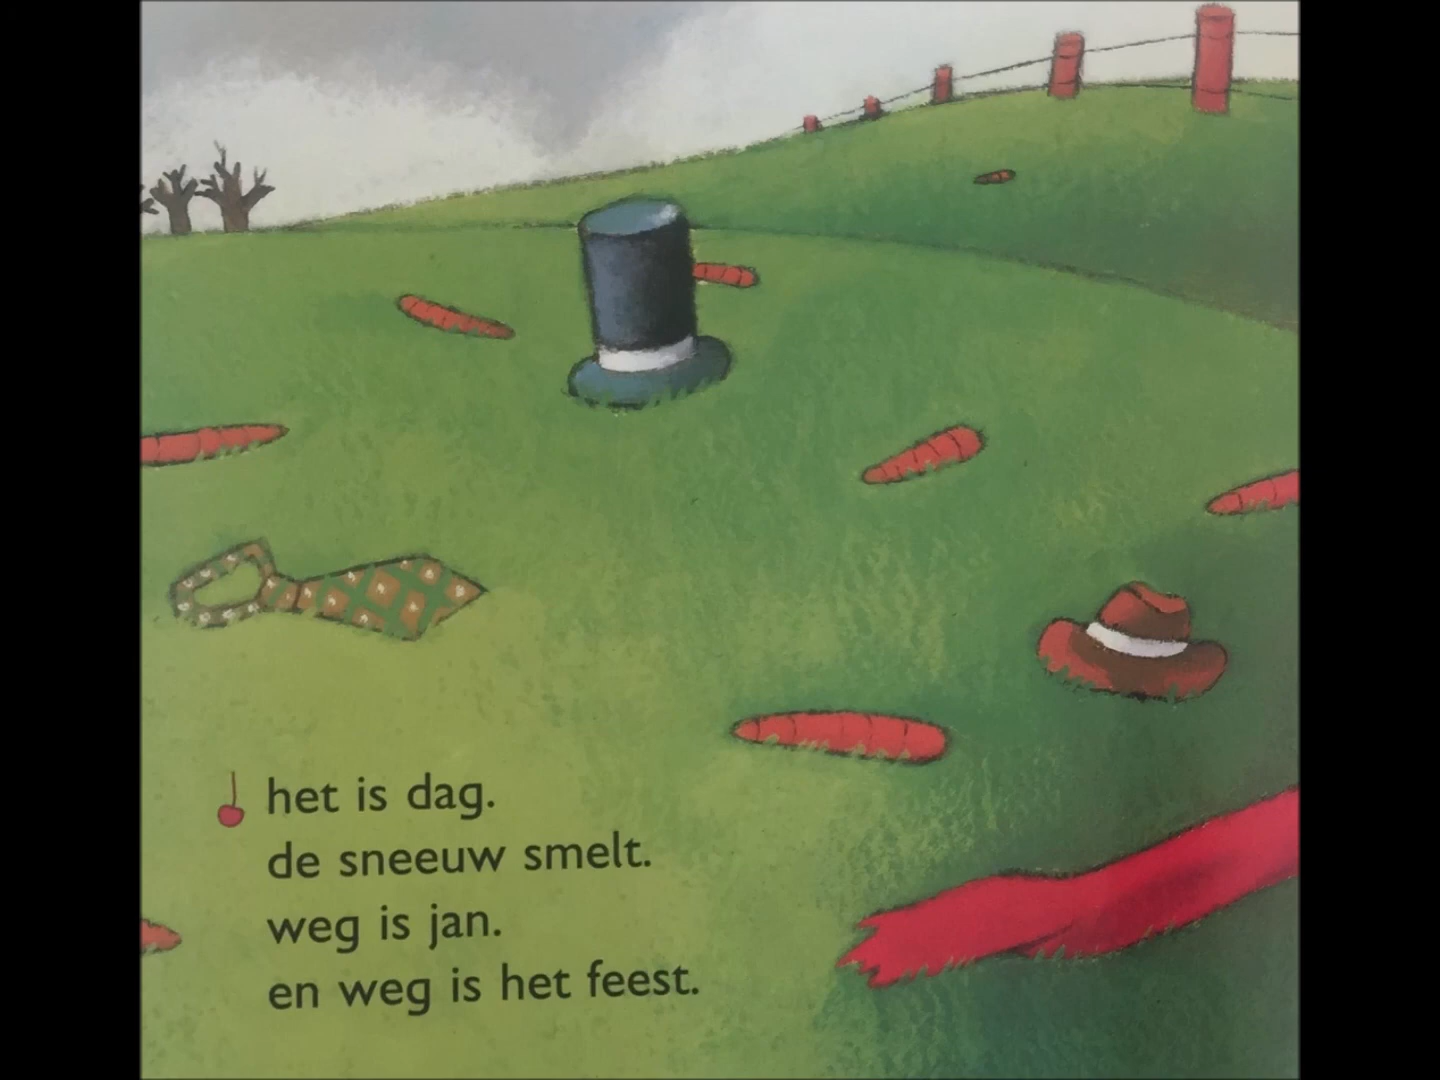 het is dag.
de sneeuw smelt.
weg is jan.
en weg is het feest.